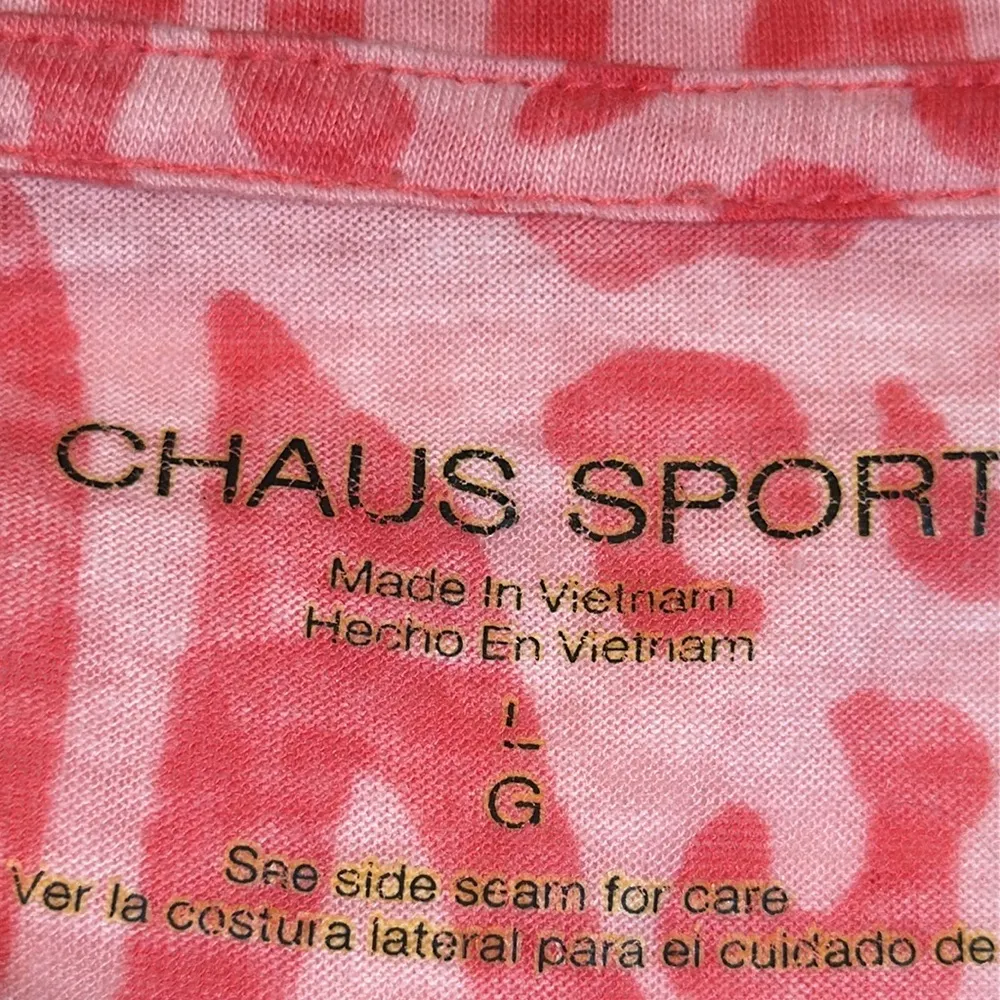 CHAUS SPORT
Made In Vietnam
Hecho En Vietnam
L
G
See side seam for care
Ver la costura lateral para el cuidado de